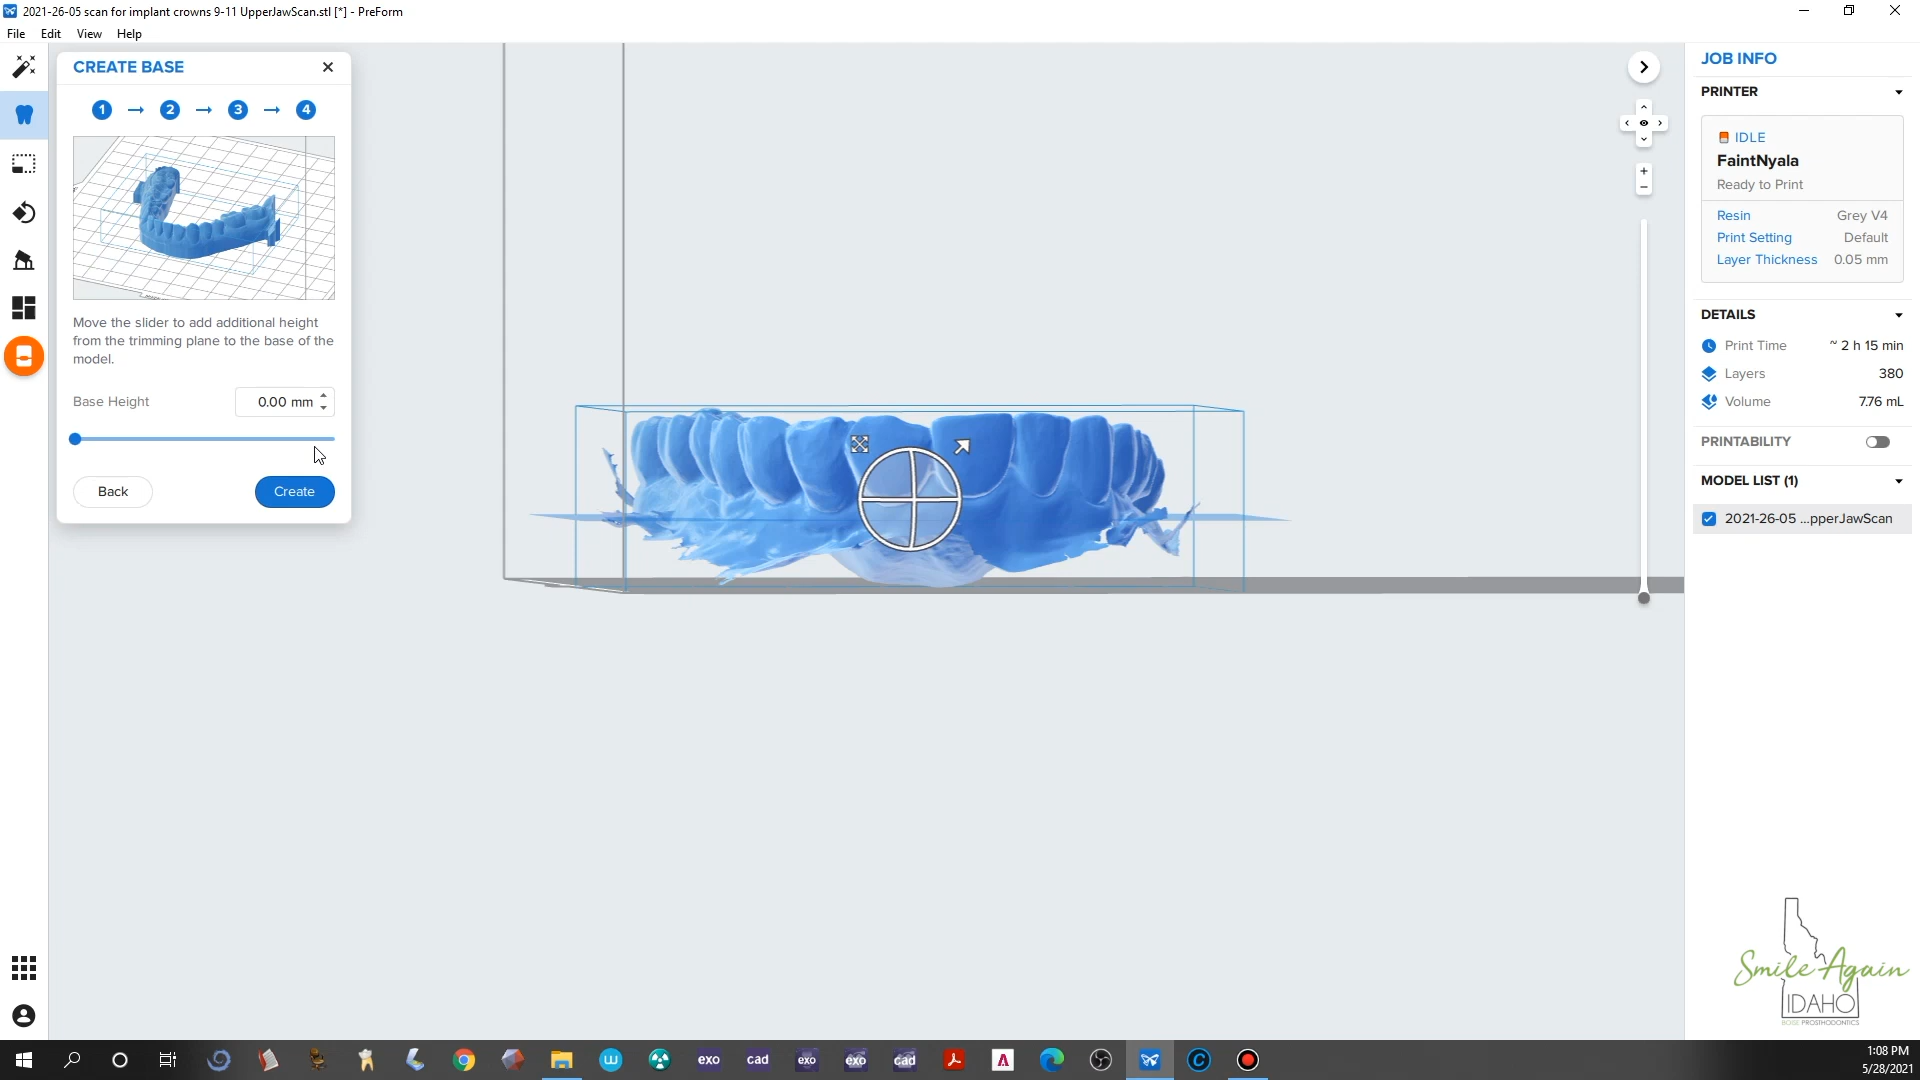 2021-26-05 scan for implant crowns 9-11 UpperJawScan.stl [*] - PreForm
File Edit View Help
CREATE BASE
1 → 2 → 3 → 4
Move the slider to add additional height
from the trimming plane to the base of the
model.
Base Height 0.00 mm
Back Create
JOB INFO
PRINTER
IDLE
FaintNyala
Ready to Print
Resin Grey V4
Print Setting Default
Layer Thickness 0.05 mm
DETAILS
Print Time ~ 2 h 15 min
Layers 380
Volume 7.76 mL
PRINTABILITY
MODEL LIST (1)
2021-26-05 ...pperJawScan
Smile Again
IDAHO
BOISE PROSTHODONTICS
exo cad exo exo cad
1:08 PM
5/28/2021